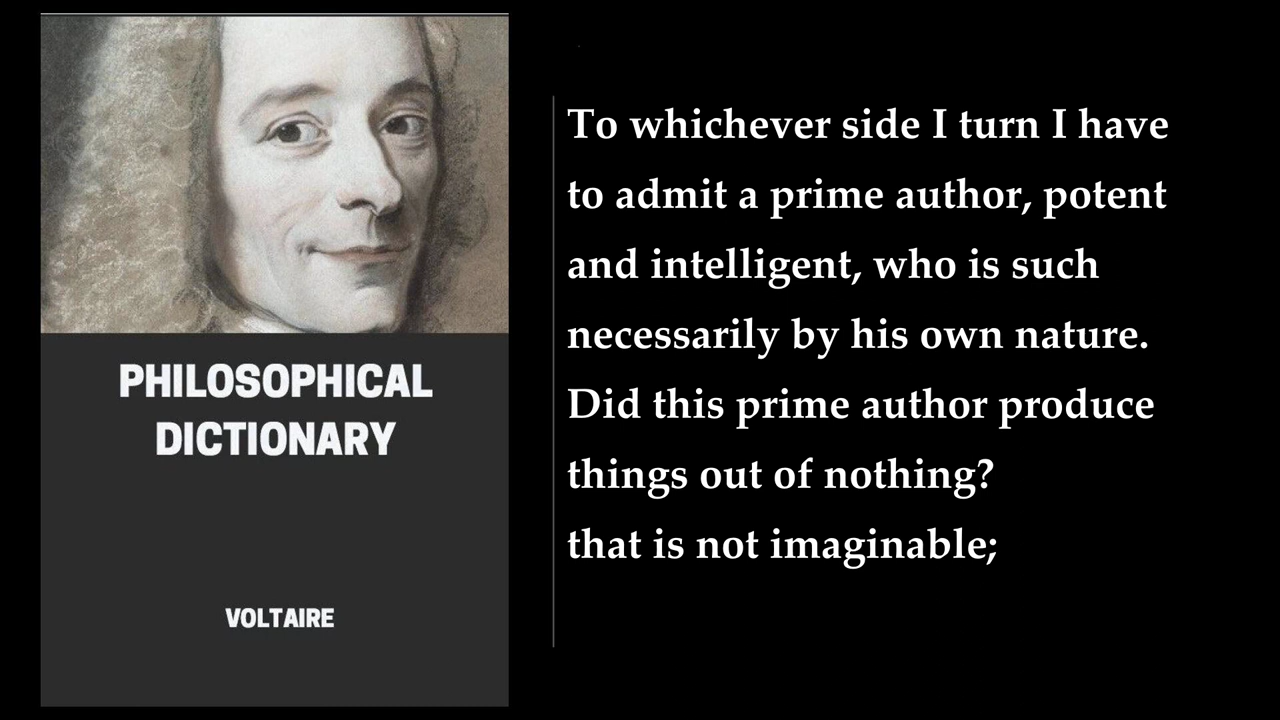 PHILOSOPHICAL
DICTIONARY
VOLTAIRE
To whichever side I turn I have
to admit a prime author, potent
and intelligent, who is such
necessarily by his own nature.
Did this prime author produce
things out of nothing?
that is not imaginable;